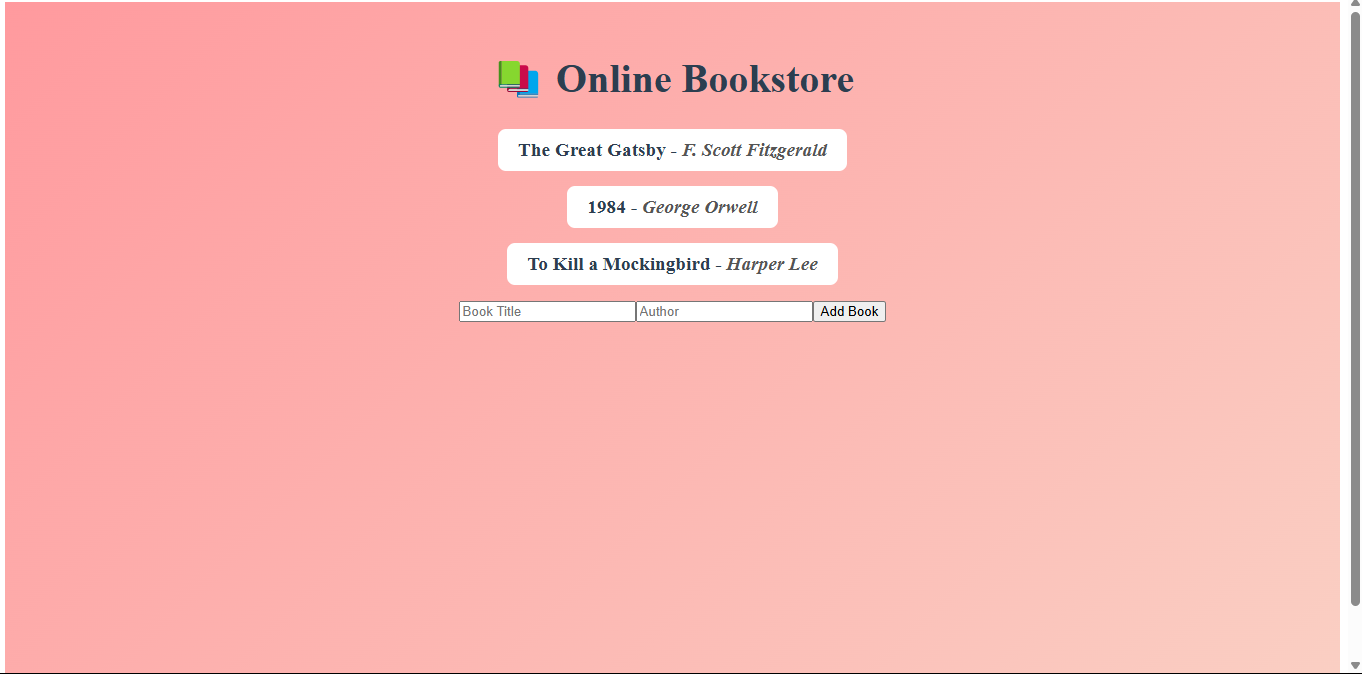 Online Bookstore
The Great Gatsby - F. Scott Fitzgerald
1984 - George Orwell
To Kill a Mockingbird - Harper Lee
Book Title Author Add Book